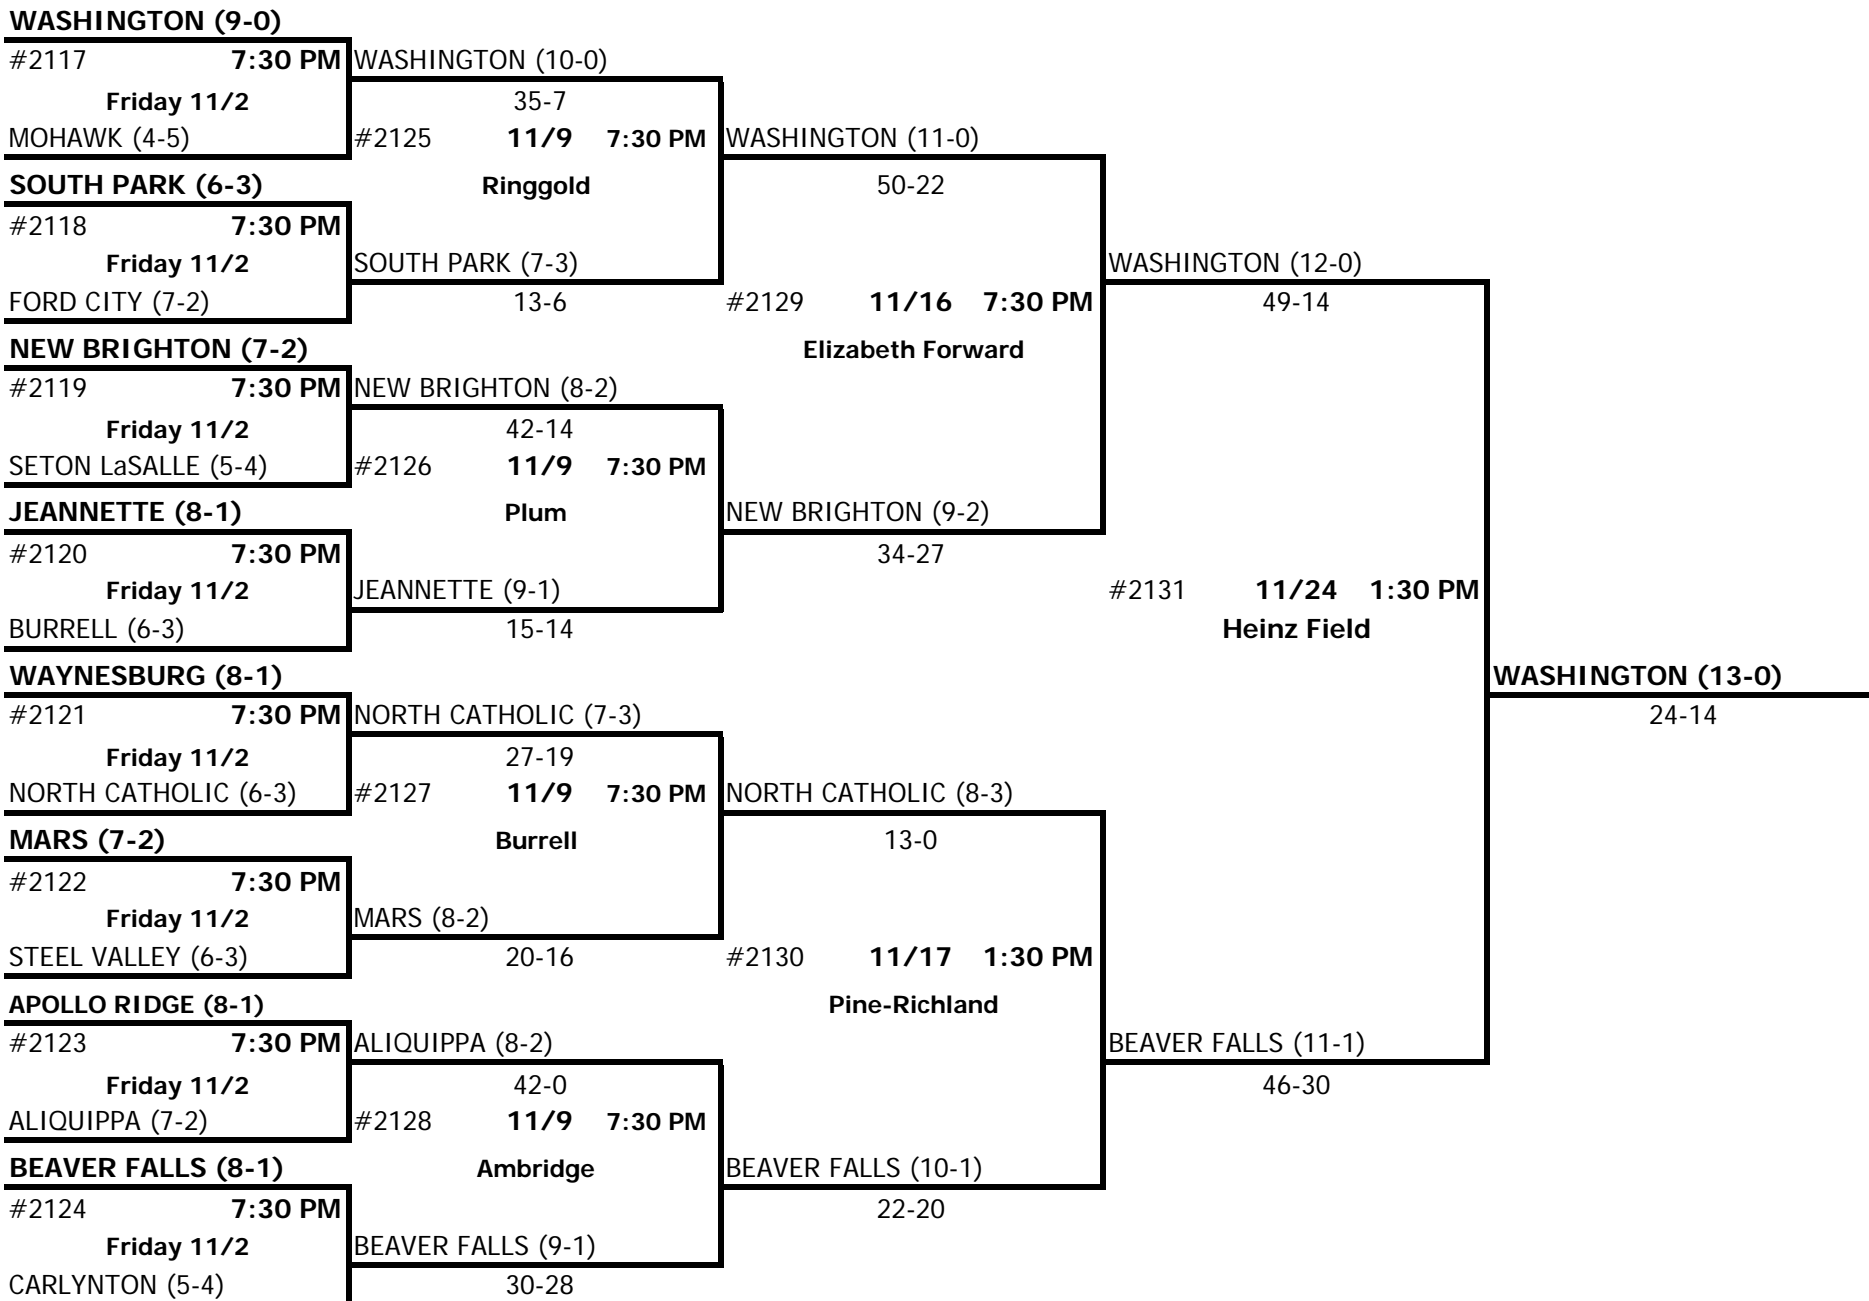 WASHINGTON (9-0)
#2117 7:30 PM WASHINGTON (10-0)
Friday 11/2 35-7
MOHAWK (4-5) #2125 11/9 7:30 PM WASHINGTON (11-0)
SOUTH PARK (6-3) Ringgold 50-22
#2118 7:30 PM
Friday 11/2 SOUTH PARK (7-3) WASHINGTON (12-0)
FORD CITY (7-2) 13-6 #2129 11/16 7:30 PM 49-14
NEW BRIGHTON (7-2) Elizabeth Forward
#2119 7:30 PM NEW BRIGHTON (8-2)
Friday 11/2 42-14
SETON LaSALLE (5-4) #2126 11/9 7:30 PM
JEANNETTE (8-1) Plum NEW BRIGHTON (9-2)
#2120 7:30 PM 34-27
Friday 11/2 JEANNETTE (9-1) #2131 11/24 1:30 PM
BURRELL (6-3) 15-14 Heinz Field
WAYNESBURG (8-1) WASHINGTON (13-0)
#2121 7:30 PM NORTH CATHOLIC (7-3) 24-14
Friday 11/2 27-19
NORTH CATHOLIC (6-3) #2127 11/9 7:30 PM NORTH CATHOLIC (8-3)
MARS (7-2) Burrell 13-0
#2122 7:30 PM
Friday 11/2 MARS (8-2)
STEEL VALLEY (6-3) 20-16 #2130 11/17 1:30 PM
APOLLO RIDGE (8-1) Pine-Richland
#2123 7:30 PM ALIQUIPPA (8-2) BEAVER FALLS (11-1)
Friday 11/2 42-0 46-30
ALIQUIPPA (7-2) #2128 11/9 7:30 PM
BEAVER FALLS (8-1) Ambridge BEAVER FALLS (10-1)
#2124 7:30 PM 22-20
Friday 11/2 BEAVER FALLS (9-1)
CARLYNTON (5-4) 30-28